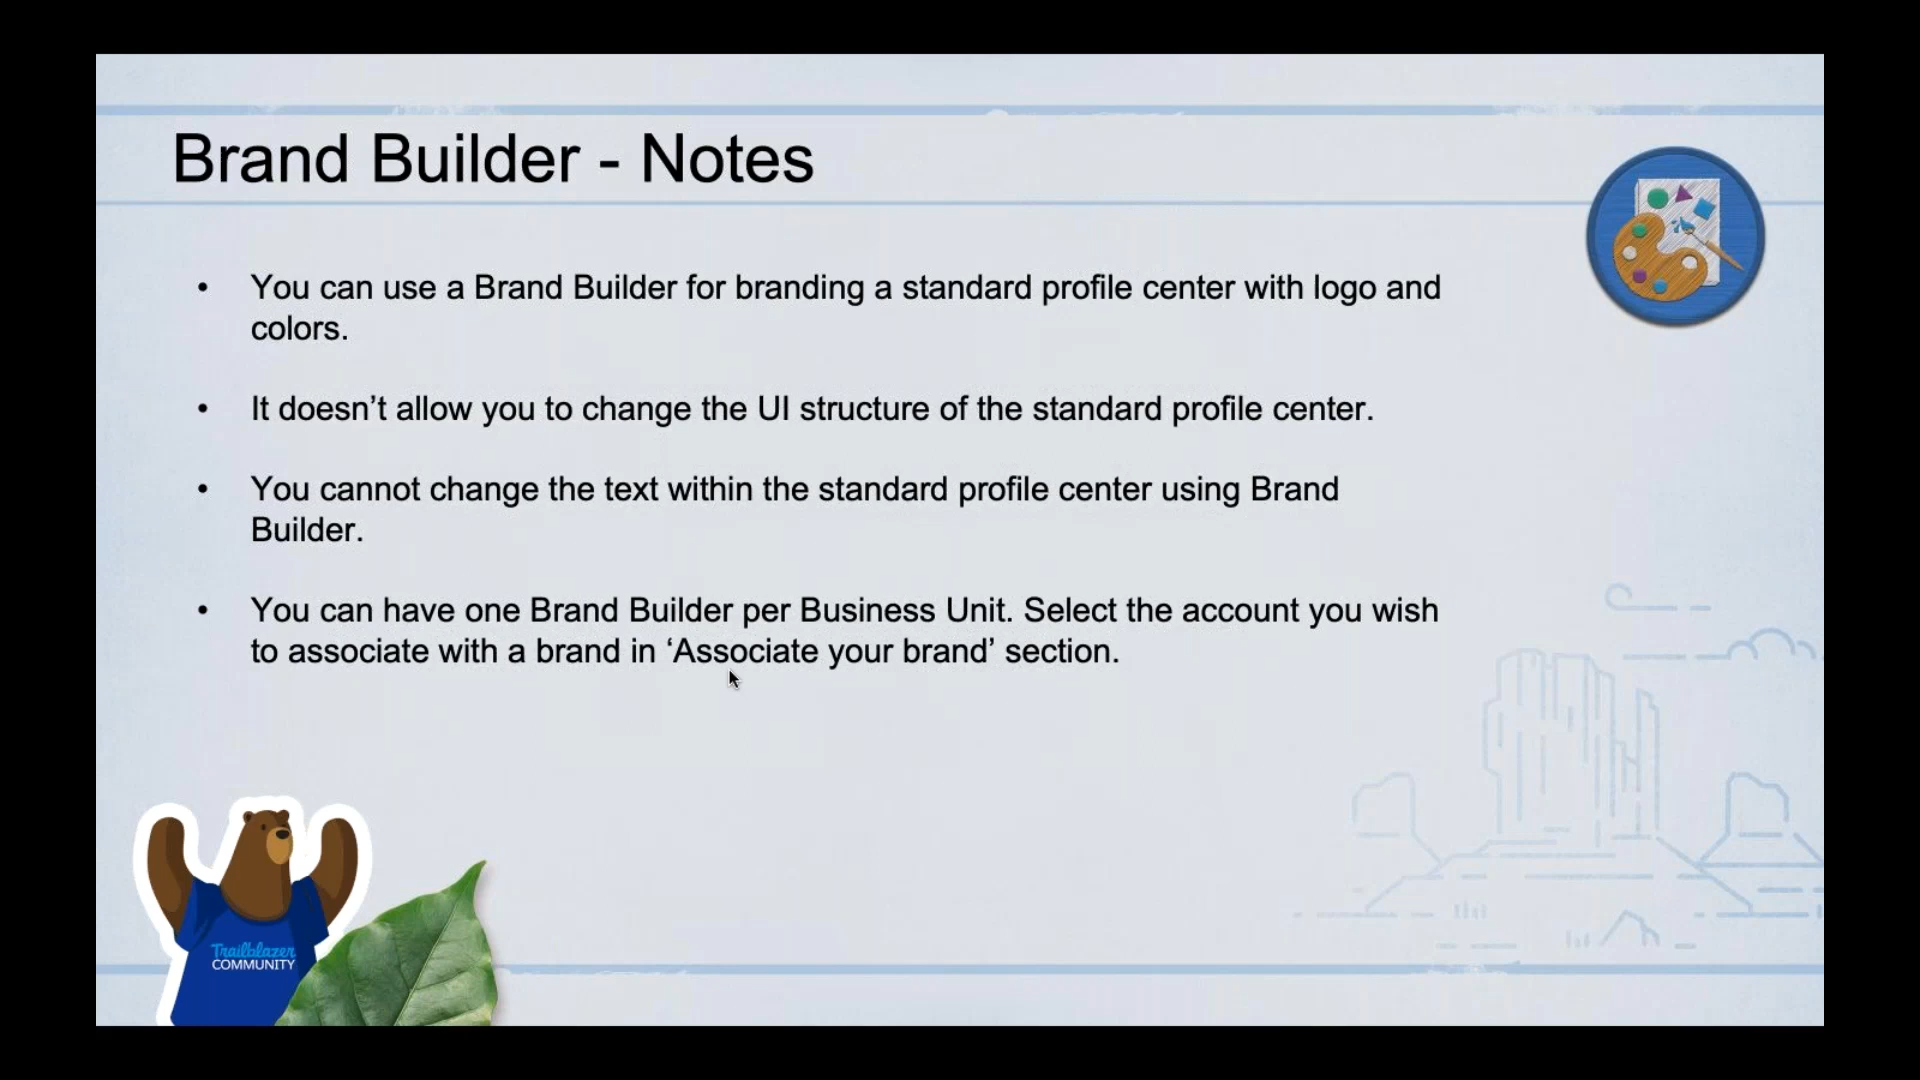 Brand Builder - Notes
• You can use a Brand Builder for branding a standard profile center with logo and
colors.
• It doesn’t allow you to change the UI structure of the standard profile center.
• You cannot change the text within the standard profile center using Brand
Builder.
• You can have one Brand Builder per Business Unit. Select the account you wish
to associate with a brand in ‘Associate your brand’ section.
Trailblazer
COMMUNITY